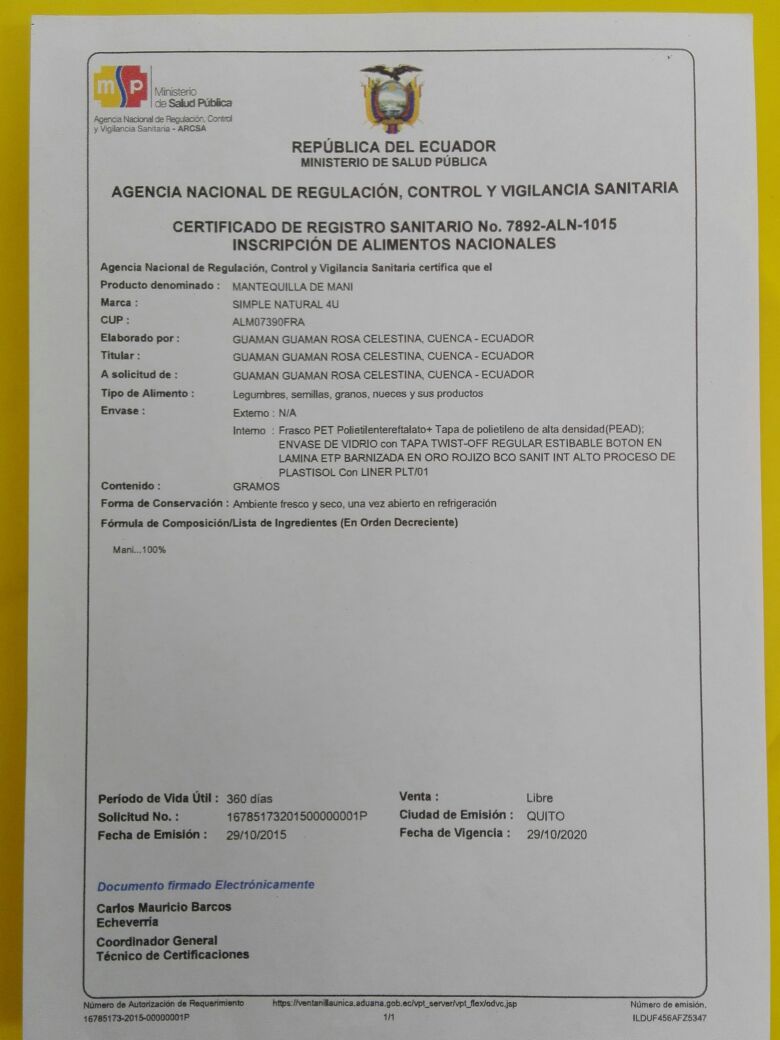 msp
Ministerio
de Salud Pública
Agencia Nacional de Regulación, Control
y Vigilancia Sanitaria - ARCSA
REPÚBLICA DEL ECUADOR
MINISTERIO DE SALUD PÚBLICA
AGENCIA NACIONAL DE REGULACIÓN, CONTROL Y VIGILANCIA SANITARIA
CERTIFICADO DE REGISTRO SANITARIO No. 7892-ALN-1015
INSCRIPCIÓN DE ALIMENTOS NACIONALES
Agencia Nacional de Regulación, Control y Vigilancia Sanitaria certifica que el
Producto denominado : MANTEQUILLA DE MANI
Marca : SIMPLE NATURAL 4U
CUP : ALM07390FRA
Elaborado por : GUAMAN GUAMAN ROSA CELESTINA, CUENCA - ECUADOR
Titular : GUAMAN GUAMAN ROSA CELESTINA, CUENCA - ECUADOR
A solicitud de : GUAMAN GUAMAN ROSA CELESTINA, CUENCA - ECUADOR
Tipo de Alimento : Legumbres, semillas, granos, nueces y sus productos
Envase : Externo : N/A
Interno : Frasco PET Polietilentereftalato+ Tapa de polietileno de alta densidad(PEAD);
ENVASE DE VIDRIO con TAPA TWIST-OFF REGULAR ESTIBABLE BOTON EN
LAMINA ETP BARNIZADA EN ORO ROJIZO BCO SANIT INT ALTO PROCESO DE
PLASTISOL Con LINER PLT/01
Contenido : GRAMOS
Forma de Conservación : Ambiente fresco y seco, una vez abierto en refrigeración
Fórmula de Composición/Lista de Ingredientes (En Orden Decreciente)
Mani...100%
Período de Vida Útil : 360 días Venta : Libre
Solicitud No. : 16785173201500000001P Ciudad de Emisión : QUITO
Fecha de Emisión : 29/10/2015 Fecha de Vigencia : 29/10/2020
Documento firmado Electrónicamente
Carlos Mauricio Barcos
Echeverría
Coordinador General
Técnico de Certificaciones
Número de Autorización de Requerimiento https://ventanillaunica.aduana.gob.ec/vpt_server/vpt_flex/odvc.jsp Número de emisión.
16785173-2015-00000001P 1/1 ILDUF456AFZ5347